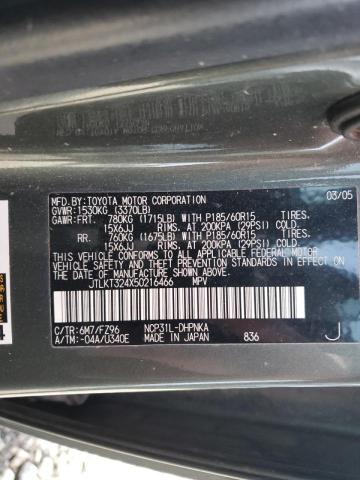 MFD.BY:TOYOTA MOTOR CORPORATION 03/05
GVWR:1530KG (3370LB)
GAWR:FRT. 780KG (1715LB) WITH P185/60R15 TIRES.
15X6JJ RIMS. AT 200KPA (29PSI) COLD
RR. 760KG (1675LB) WITH P185/60R15 TIRES.
15X6JJ RIMS. AT 200KPA (29PSI) COLD
THIS VEHICLE CONFORMS TO ALL APPLICABLE FEDERAL
MOTOR VEHICLE SAFETY STANDARDS IN
EFFECT ON THE DATE OF MANUFACTURE SHOWN ABOVE.
JTLKT324X50216466 MPV
C/TR:6M7/FZ96 NCP31L-DHPNKA
A/TM:-04A/U340E MADE IN JAPAN 836 J
4